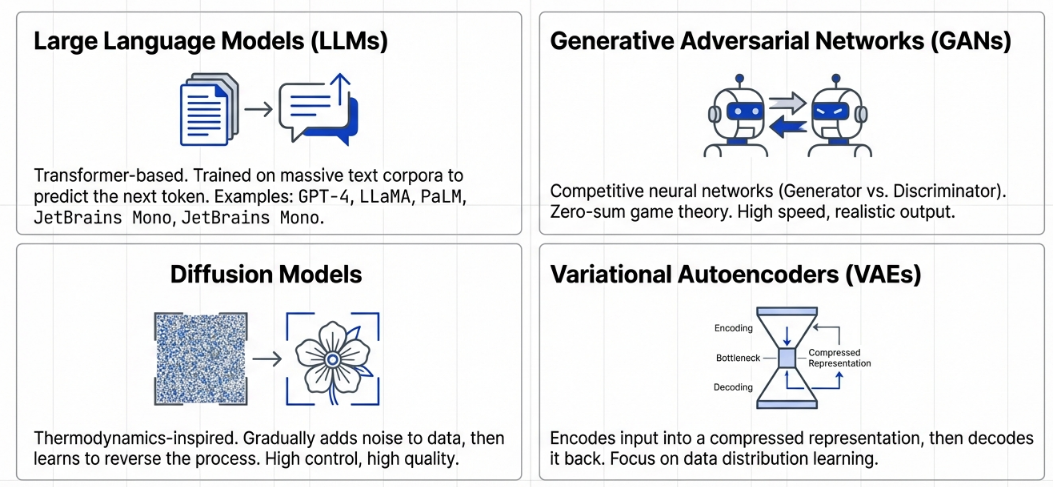 Large Language Models (LLMs)
Transformer-based. Trained on massive text corpora to
predict the next token. Examples: GPT-4, LLaMA, PaLM,
JetBrains Mono, JetBrains Mono.
Generative Adversarial Networks (GANs)
Competitive neural networks (Generator vs. Discriminator).
Zero-sum game theory. High speed, realistic output.
Diffusion Models
Thermodynamics-inspired. Gradually adds noise to data, then
learns to reverse the process. High control, high quality.
Variational Autoencoders (VAEs)
Encoding
Bottleneck
Compressed
Representation
Decoding
Encodes input into a compressed representation, then decodes
it back. Focus on data distribution learning.